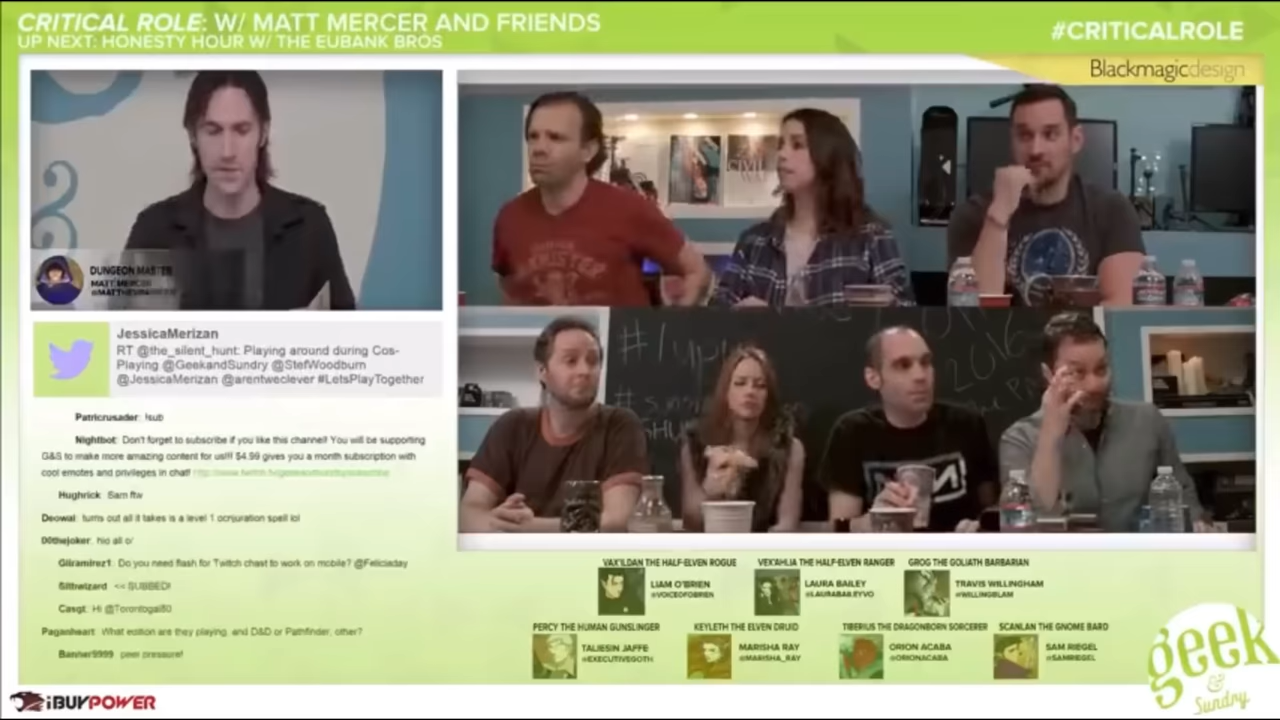 CRITICAL ROLE: W/ MATT MERCER AND FRIENDS
UP NEXT: HONESTY HOUR W/ THE EUBANK BROS
#CRITICALROLE
Blackmagicdesign
DUNGEON MASTER
MATT MERCER
JessicaMerizan
RT @the_silent_hunt: Playing around during Cos-
Playing @GeekandSundry @StefWoodburn
@JessicaMerizan @arentweclever #LetsPlayTogether
Patricrusader: !sub
Nightbot: Don't forget to subscribe if you like this channel! You will be supporting
G&S to make more amazing content for us!!! $4.99 gives you a month subscription with
cool emotes and privileges in chat!
Hughrick: Sam ftw
Deowal: turns out all it takes is a level 1 ocnjuration spell lol
D0thejoker: hio all o/
Gilramirez1: Do you need flash for Twitch chast to work on mobile? @Feliciaday
Sithwizard << SUBBED!
Casgt: Hi @Torontogal80
Paganheart: What edition are they playing, and D&D or Pathfinder, other?
Banner9999 peer pressure!
VAX'ILDAN THE HALF-ELVEN ROGUE
LIAM O'BRIEN
@VOICEOFOBRIEN
VEX'AHLIA THE HALF-ELVEN RANGER
LAURA BAILEY
@LAURABAILEYVO
GROG THE GOLIATH BARBARIAN
TRAVIS WILLINGHAM
@WILLINGBLAM
PERCY THE HUMAN GUNSLINGER
TALIESIN JAFFE
@EXECUTIVEGOTH
KEYLETH THE ELVEN DRUID
MARISHA RAY
@MARISHA_RAY
TIBERIUS THE DRAGONBORN SORCERER
ORION ACABA
@ORIONACABA
SCANLAN THE GNOME BARD
SAM RIEGEL
@SAMRIEGEL
iBUYPOWER
geek
&
Sundry